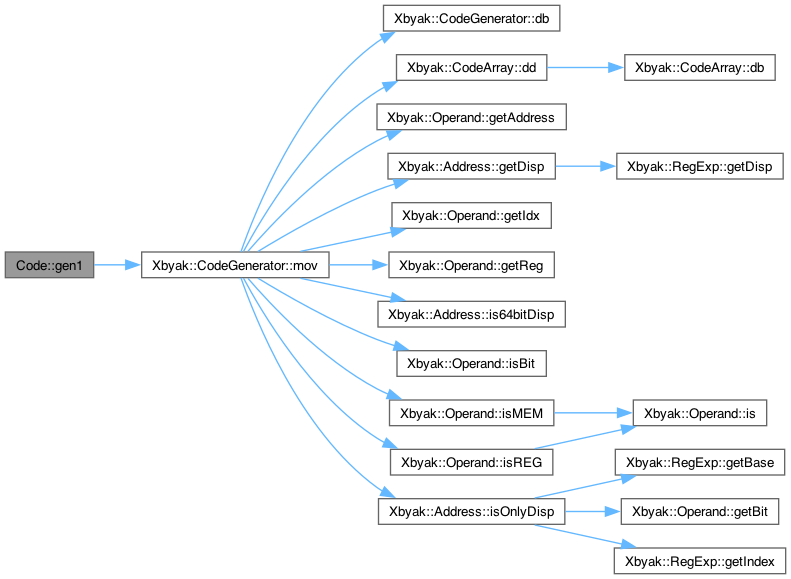 Code::gen1
Xbyak::CodeGenerator::mov
Xbyak::CodeGenerator::db
Xbyak::CodeArray::dd
Xbyak::CodeArray::db
Xbyak::Operand::getAddress
Xbyak::Address::getDisp
Xbyak::RegExp::getDisp
Xbyak::Operand::getIdx
Xbyak::Operand::getReg
Xbyak::Address::is64bitDisp
Xbyak::Operand::isBit
Xbyak::Operand::isMEM
Xbyak::Operand::is
Xbyak::Operand::isREG
Xbyak::Address::isOnlyDisp
Xbyak::RegExp::getBase
Xbyak::Operand::getBit
Xbyak::RegExp::getIndex